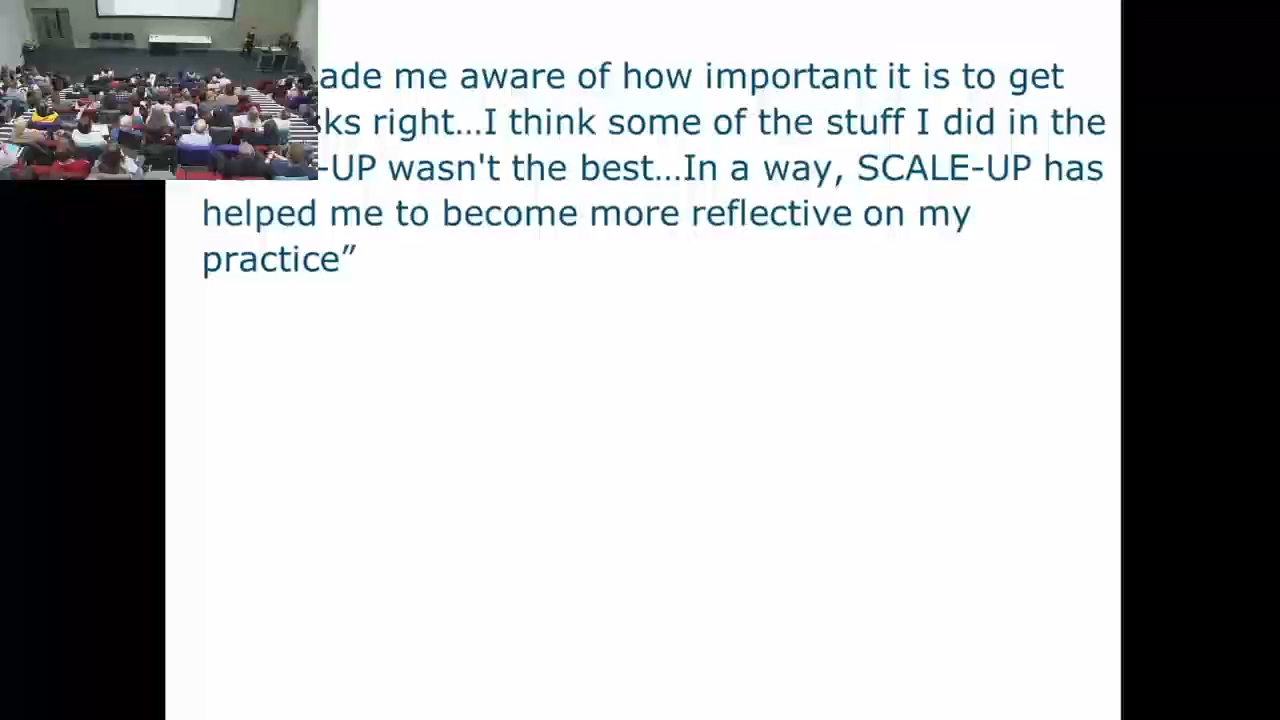 ade me aware of how important it is to get
ks right…I think some of the stuff I did in the
-UP wasn't the best…In a way, SCALE-UP has
helped me to become more reflective on my
practice”